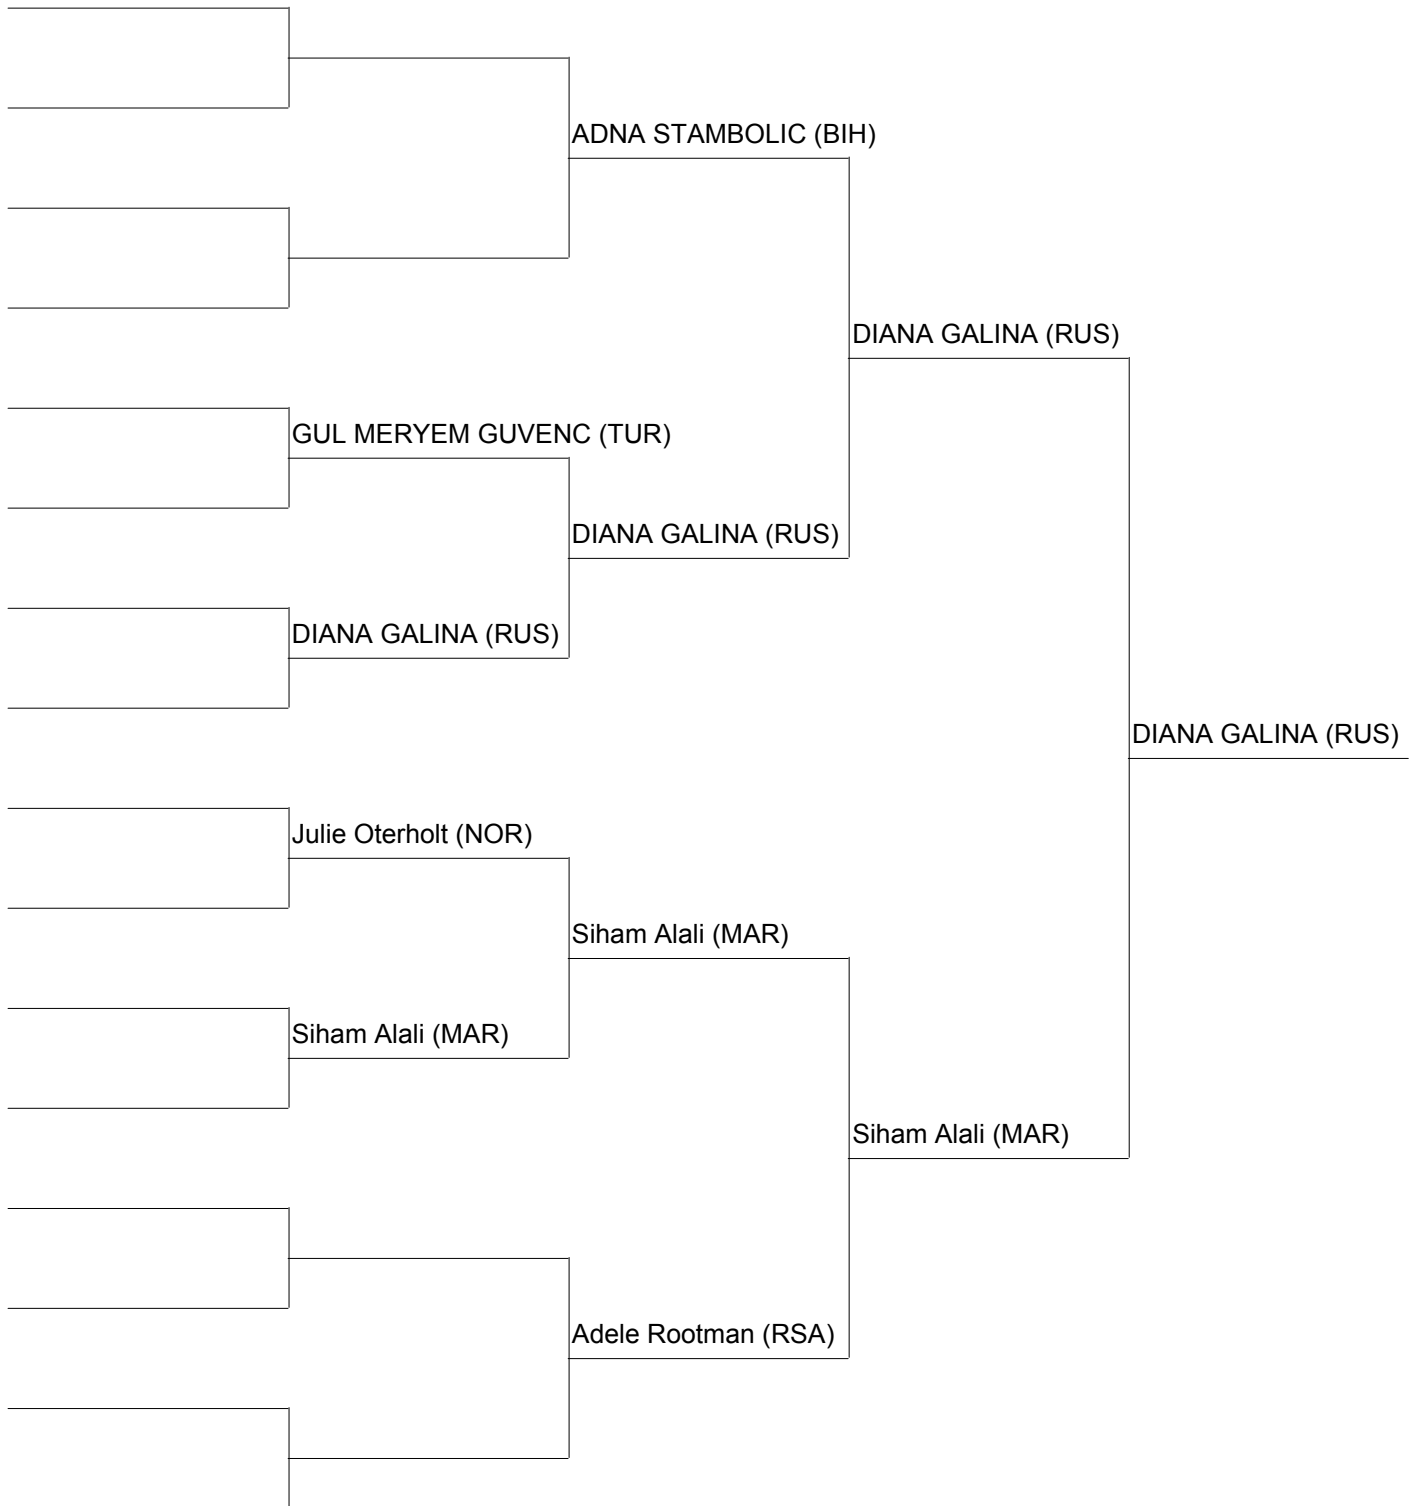 ADNA STAMBOLIC (BIH)
DIANA GALINA (RUS)
GUL MERYEM GUVENC (TUR)
DIANA GALINA (RUS)
DIANA GALINA (RUS)
DIANA GALINA (RUS)
Julie Oterholt (NOR)
Siham Alali (MAR)
Siham Alali (MAR)
Siham Alali (MAR)
Adele Rootman (RSA)